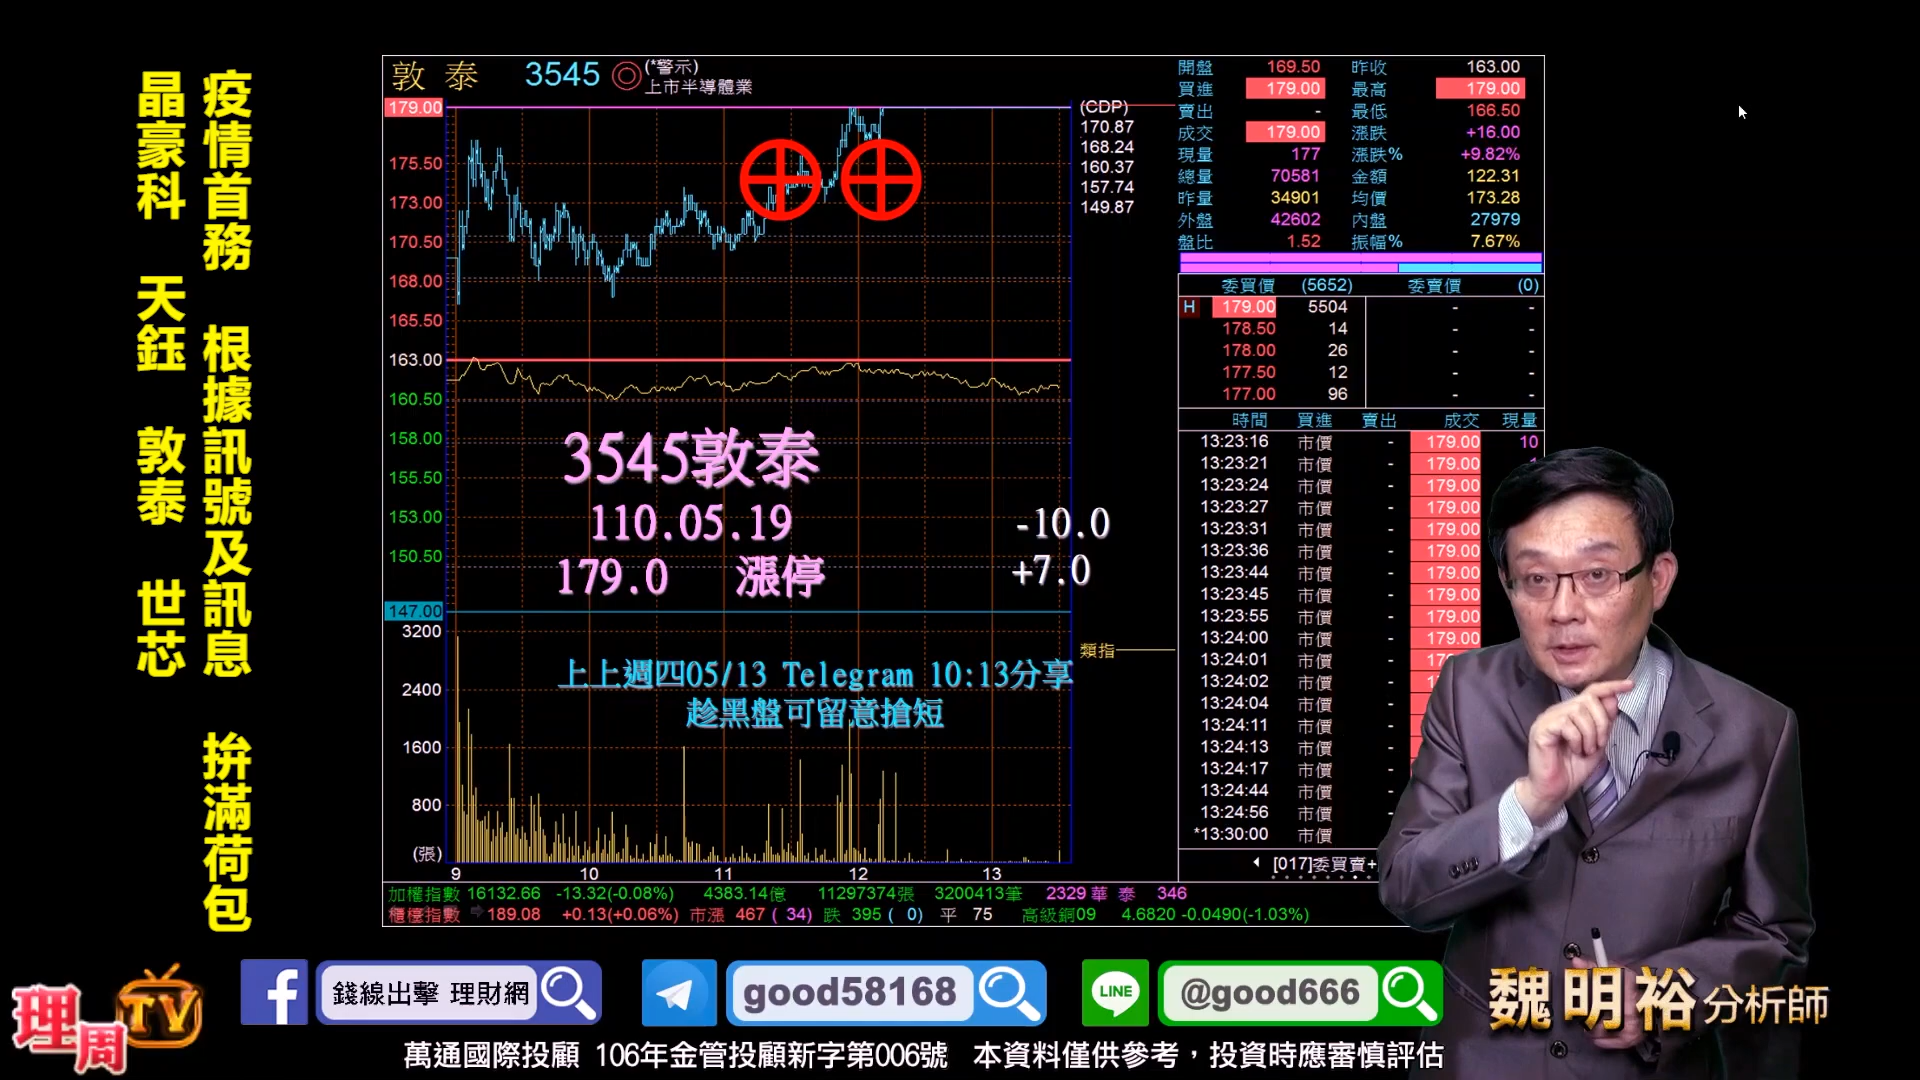 疫情首務 根據訊號及訊息 拚滿荷包
晶豪科 天鈺 敦泰 世芯
敦 泰 3545 ◎ (*警示)
上市半導體業
179.00
175.50
173.00
170.50
168.00
165.50
163.00
160.50
158.00
155.50
153.00
150.50
147.00
3200
2400
1600
800
(張)
9 10 11 12 13
(CDP)
170.87
168.24
160.37
157.74
149.87
類指
3545敦泰
110.05.19
179.0 漲停
-10.0
+7.0
上上週四05/13 Telegram 10:13分享
趁黑盤可留意搶短
開盤 169.50 昨收 163.00
買進 179.00 最高 179.00
賣出 - 最低 166.50
成交 179.00 漲跌 +16.00
現量 177 漲跌% +9.82%
總量 70581 金額 122.31
昨量 34901 均價 173.28
外盤 42602 內盤 27979
盤比 1.52 振幅% 7.67%
委買價 (5652) 委賣價 (0)
H 179.00 5504 - -
178.50 14 - -
178.00 26 - -
177.50 12 - -
177.00 96 - -
時間 買進 賣出 成交 現量
13:23:16 市價 - 179.00 10
13:23:21 市價 - 179.00
13:23:24 市價 - 179.00
13:23:27 市價 - 179.00
13:23:31 市價 - 179.00
13:23:36 市價 - 179.00
13:23:44 市價 - 179.00
13:23:45 市價 - 179.00
13:23:55 市價 - 179.00
13:24:00 市價 - 179.00
13:24:01 市價 -
13:24:02 市價 -
13:24:04 市價 -
13:24:11 市價 -
13:24:13 市價 -
13:24:17 市價 -
13:24:44 市價 -
13:24:56 市價 -
*13:30:00 市價
[017]委買賣+
加權指數 16132.66 -13.32(-0.08%) 4383.14億 11297374張 3200413筆 2329 華 泰 346
櫃檯指數 189.08 +0.13(+0.06%) 市漲 467 ( 34) 跌 395 ( 0) 平 75 高級銅09 4.6820 -0.0490(-1.03%)
理周TV
f 錢線出擊 理財網
good58168
LINE @good666
魏明裕分析師
萬通國際投顧 106年金管投顧新字第006號 本資料僅供參考，投資時應審慎評估